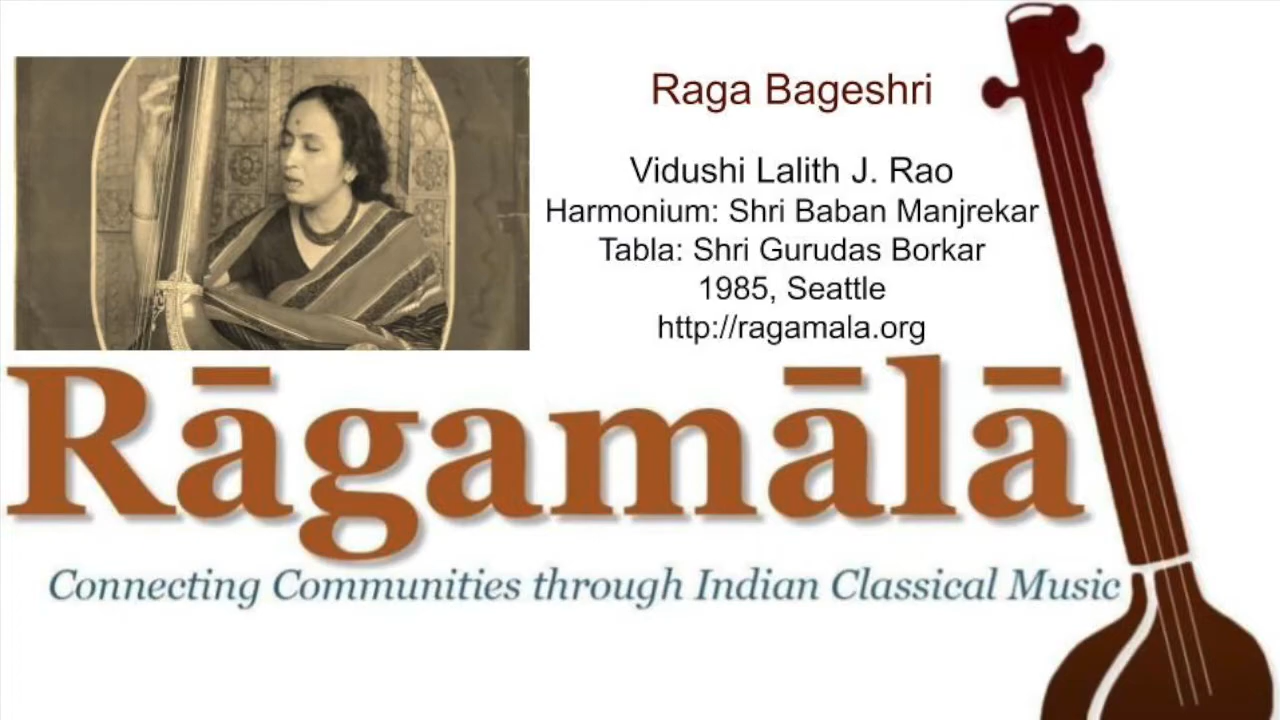 Raga Bageshri
Vidushi Lalith J. Rao
Harmonium: Shri Baban Manjrekar
Tabla: Shri Gurudas Borkar
1985, Seattle
http://ragamala.org
Rāgamālā
Connecting Communities through Indian Classical Music